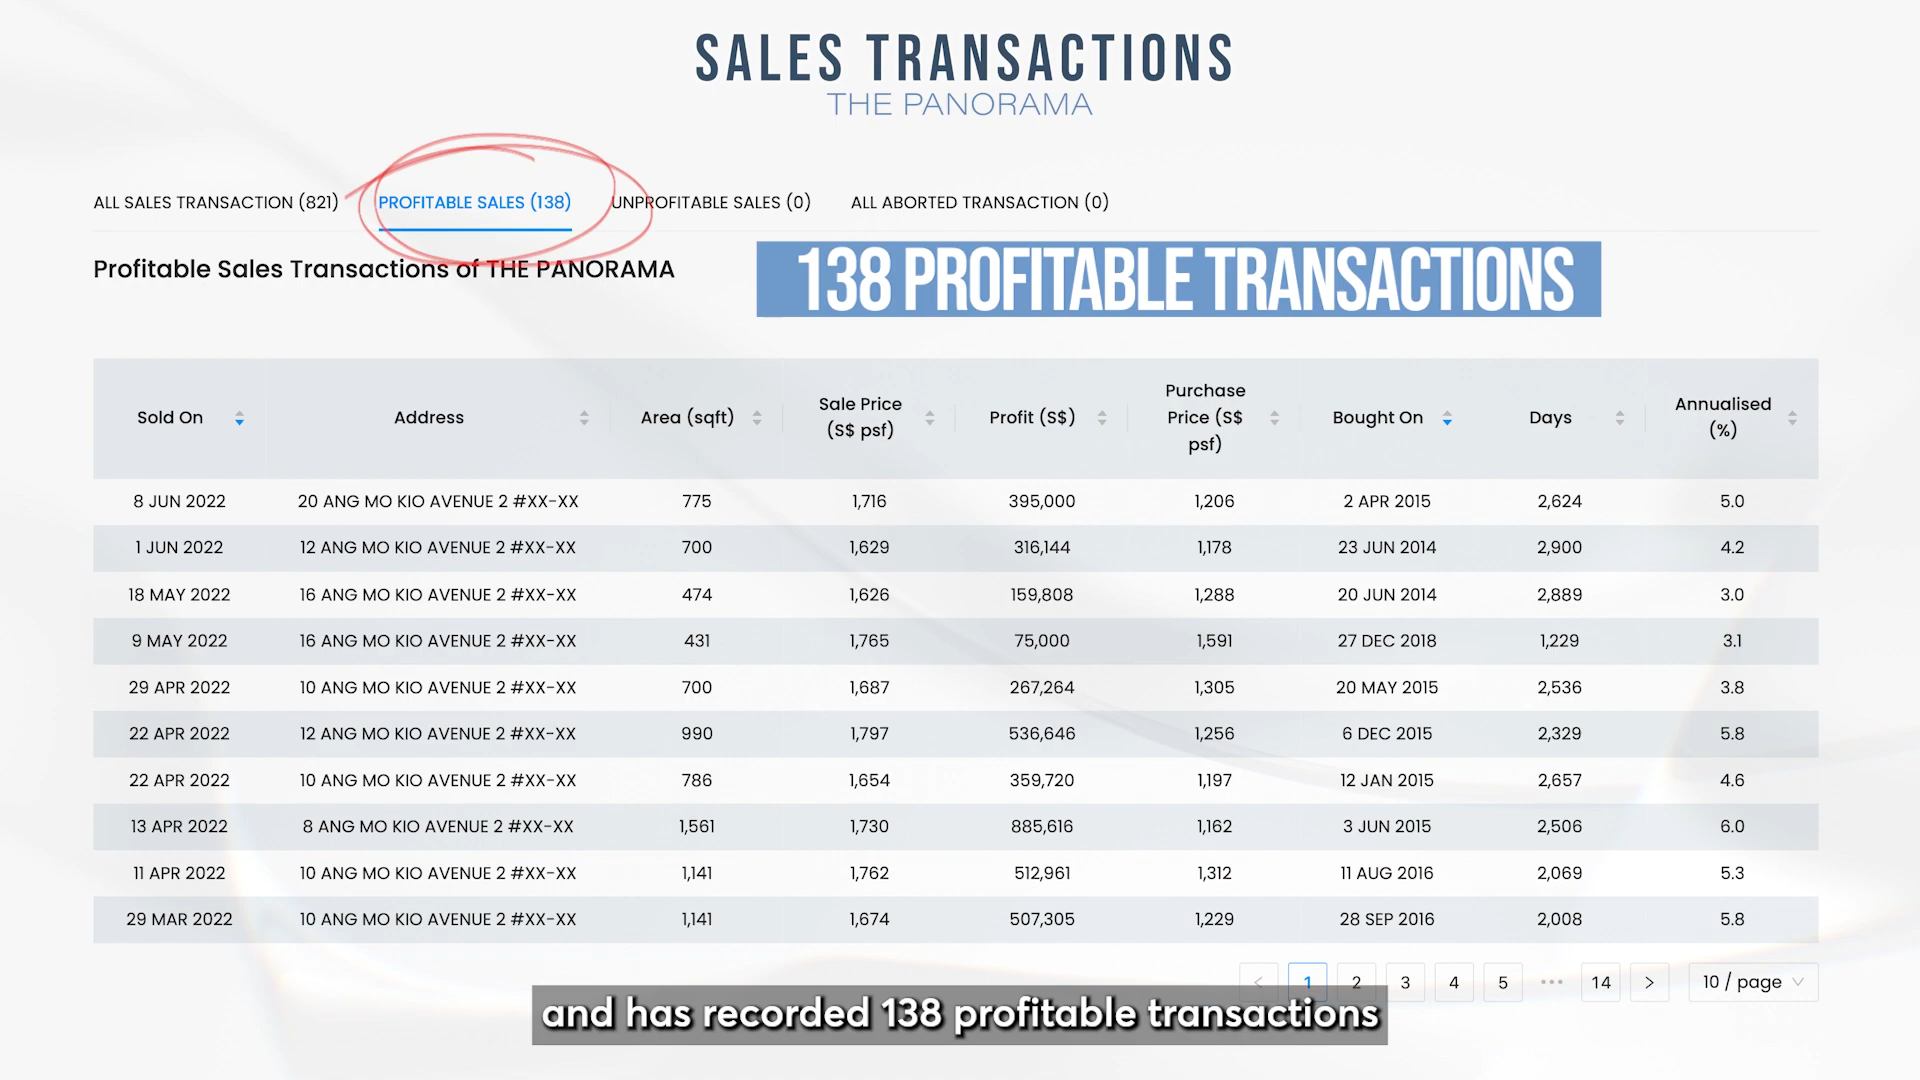 SALES TRANSACTIONS
THE PANORAMA
ALL SALES TRANSACTION (821) PROFITABLE SALES (138) UNPROFITABLE SALES (0) ALL ABORTED TRANSACTION (0)
Profitable Sales Transactions of THE PANORAMA
138 PROFITABLE TRANSACTIONS
Sold On Address Area (sqft) Sale Price (S$ psf) Profit (S$) Purchase Price (S$ psf) Bought On Days Annualised (%)
8 JUN 2022 20 ANG MO KIO AVENUE 2 #XX-XX 775 1,716 395,000 1,206 2 APR 2015 2,624 5.0
1 JUN 2022 12 ANG MO KIO AVENUE 2 #XX-XX 700 1,629 316,144 1,178 23 JUN 2014 2,900 4.2
18 MAY 2022 16 ANG MO KIO AVENUE 2 #XX-XX 474 1,626 159,808 1,288 20 JUN 2014 2,889 3.0
9 MAY 2022 16 ANG MO KIO AVENUE 2 #XX-XX 431 1,765 75,000 1,591 27 DEC 2018 1,229 3.1
29 APR 2022 10 ANG MO KIO AVENUE 2 #XX-XX 700 1,687 267,264 1,305 20 MAY 2015 2,536 3.8
22 APR 2022 12 ANG MO KIO AVENUE 2 #XX-XX 990 1,797 536,646 1,256 6 DEC 2015 2,329 5.8
22 APR 2022 10 ANG MO KIO AVENUE 2 #XX-XX 786 1,654 359,720 1,197 12 JAN 2015 2,657 4.6
13 APR 2022 8 ANG MO KIO AVENUE 2 #XX-XX 1,561 1,730 885,616 1,162 3 JUN 2015 2,506 6.0
11 APR 2022 10 ANG MO KIO AVENUE 2 #XX-XX 1,141 1,762 512,961 1,312 11 AUG 2016 2,069 5.3
29 MAR 2022 10 ANG MO KIO AVENUE 2 #XX-XX 1,141 1,674 507,305 1,229 28 SEP 2016 2,008 5.8
< 1 2 3 4 5 ••• 14 > 10 / page
and has recorded 138 profitable transactions